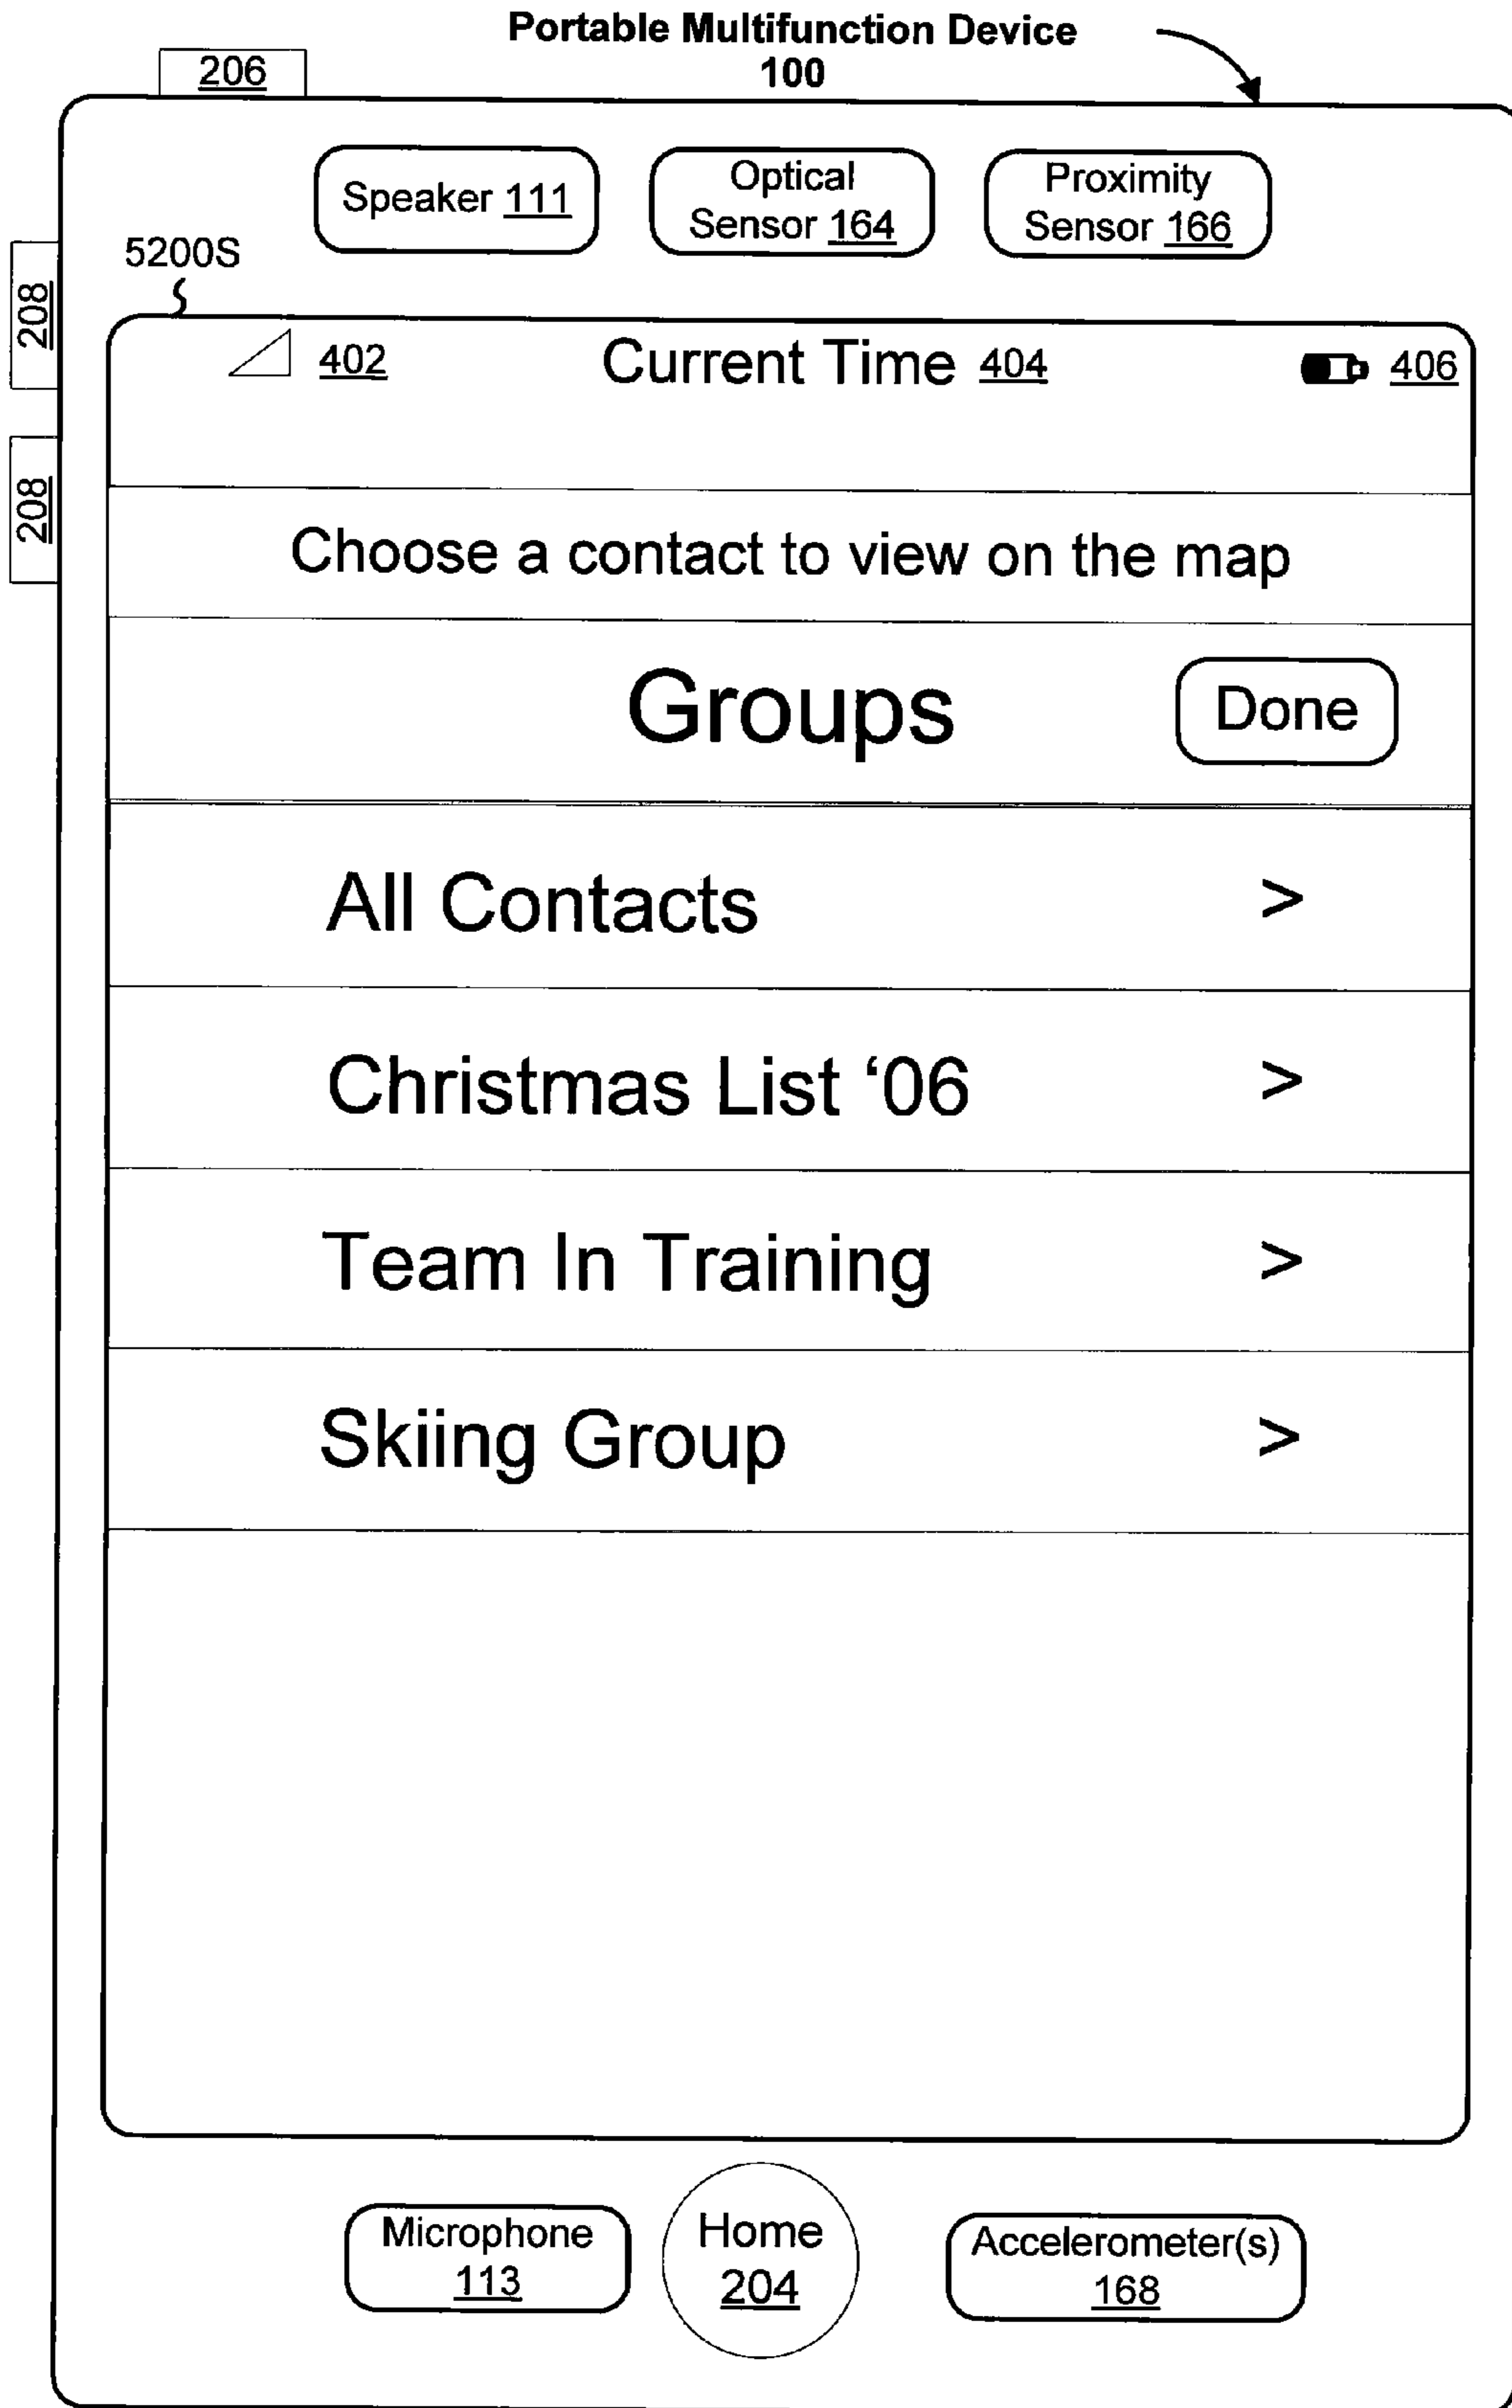 Portable Multifunction Device
100
206
Speaker 111
Optical
Sensor 164
Proximity
Sensor 166
5200S
208
402
Current Time 404
406
208
Choose a contact to view on the map
Groups
Done
All Contacts >
Christmas List ‘06 >
Team In Training >
Skiing Group >
Microphone
113
Home
204
Accelerometer(s)
168